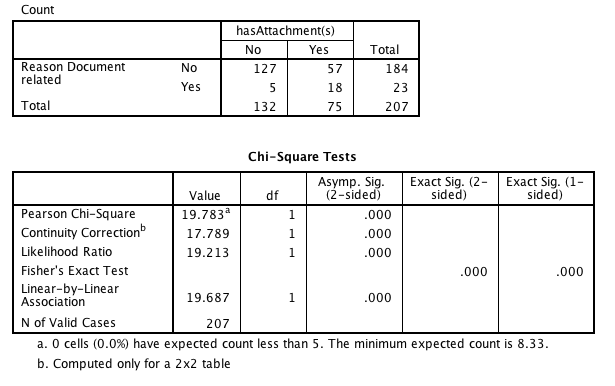 Count
hasAttachment(s)
No Yes Total
Reason Document related No 127 57 184
Yes 5 18 23
Total 132 75 207
Chi-Square Tests
Value df Asymp. Sig. (2-sided) Exact Sig. (2-sided) Exact Sig. (1-sided)
Pearson Chi-Square 19.783a 1 .000
Continuity Correctionb 17.789 1 .000
Likelihood Ratio 19.213 1 .000
Fisher's Exact Test .000 .000
Linear-by-Linear Association 19.687 1 .000
N of Valid Cases 207
a. 0 cells (0.0%) have expected count less than 5. The minimum expected count is 8.33.
b. Computed only for a 2x2 table